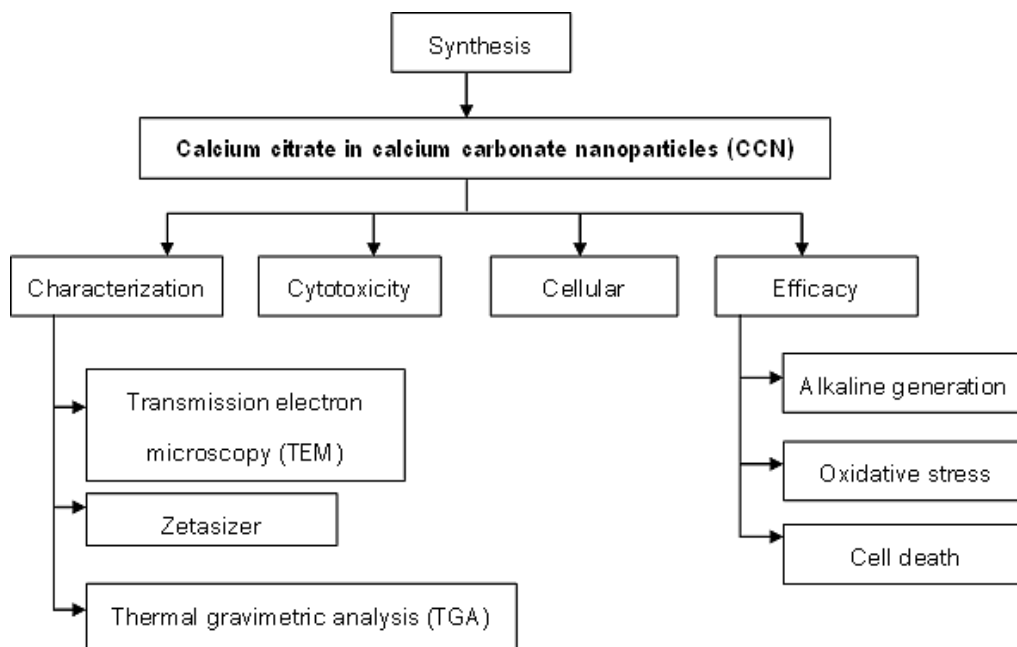 Synthesis
Calcium citrate in calcium carbonate nanoparticles (CCN)
Characterization
Cytotoxicity
Cellular
Efficacy
Transmission electron
microscopy (TEM)
Zetasizer
Thermal gravimetric analysis (TGA)
Alkaline generation
Oxidative stress
Cell death